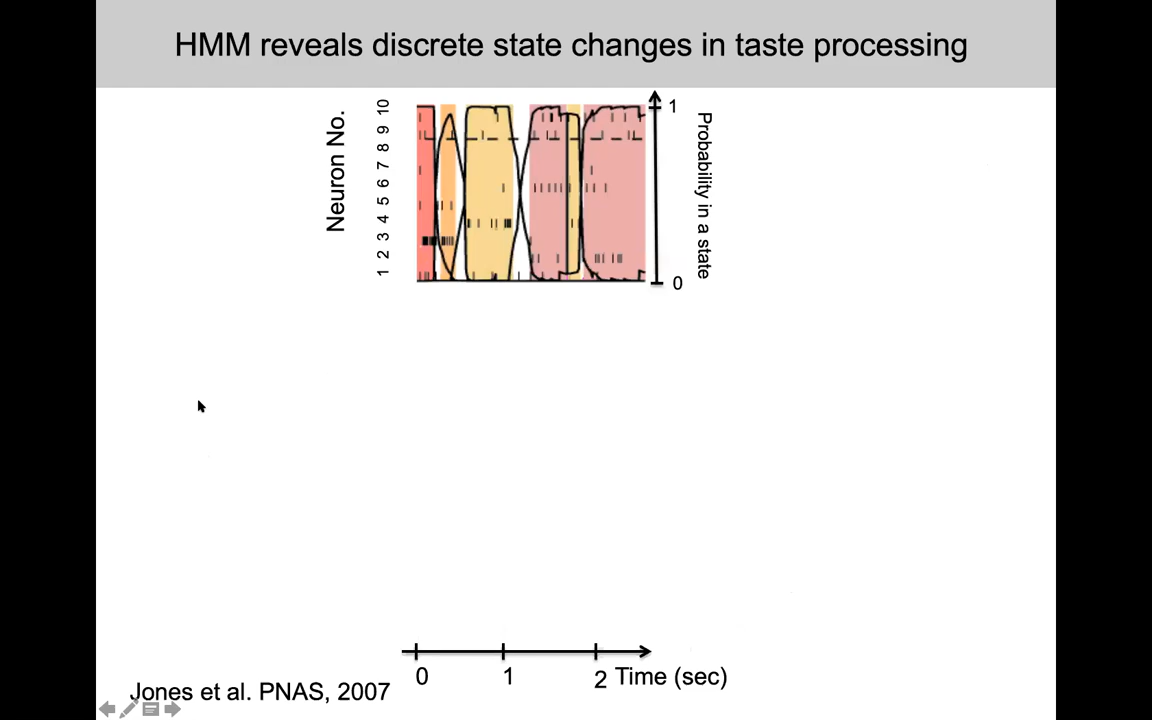 HMM reveals discrete state changes in taste processing
Neuron No.
10
9
8
7
6
5
4
3
2
1
1
0
Probability in a state
0 1 2 Time (sec)
Jones et al. PNAS, 2007